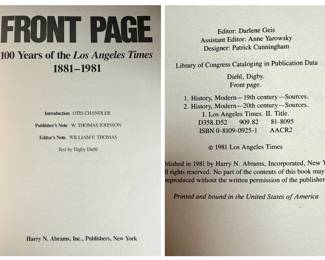 FRONT PAGE
100 Years of the Los Angeles Times
1881–1981
Introduction OTIS CHANDLER
Publisher's Note W. THOMAS JOHNSON
Editor's Note WILLIAM F. THOMAS
Text by Digby Diehl
Harry N. Abrams, Inc., Publishers, New York
Editor: Darlene Geis
Assistant Editor: Anne Yarowsky
Designer: Patrick Cunningham
Library of Congress Cataloging in Publication Data
Diehl, Digby.
Front page.
1. History, Modern—19th century—Sources.
2. History, Modern—20th century—Sources.
I. Los Angeles Times. II. Title.
D358.D52 909.82 81-8095
ISBN 0-8109-0925-1 AACR2
© 1981 Los Angeles Times
blished in 1981 by Harry N. Abrams, Incorporated, New Y
ll rights reserved. No part of the contents of this book may
reproduced without the written permission of the publisher
Printed and bound in the United States of America